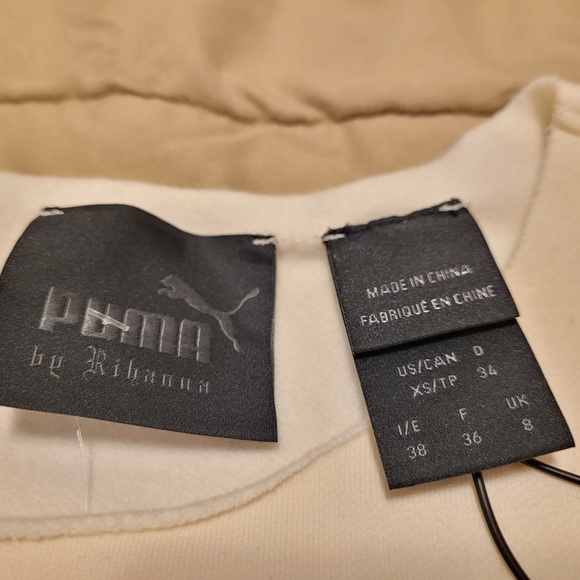 PUMA
by Rihanna
MADE IN CHINA
FABRIQUÉ EN CHINE
US/CAN D
XS/TP 34
I/E F UK
38 36 8